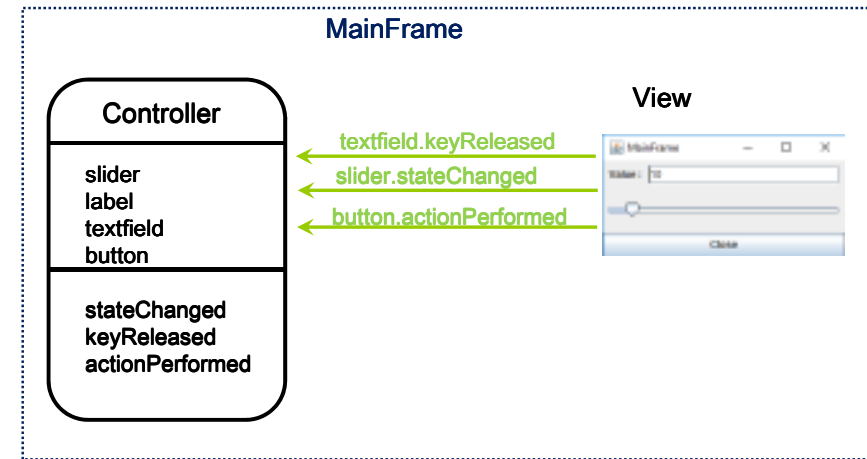 MainFrame
Controller
slider
label
textfield
button
stateChanged
keyReleased
actionPerformed
textfield.keyReleased
slider.stateChanged
button.actionPerformed
View
MainFrame
Value : 10
Close